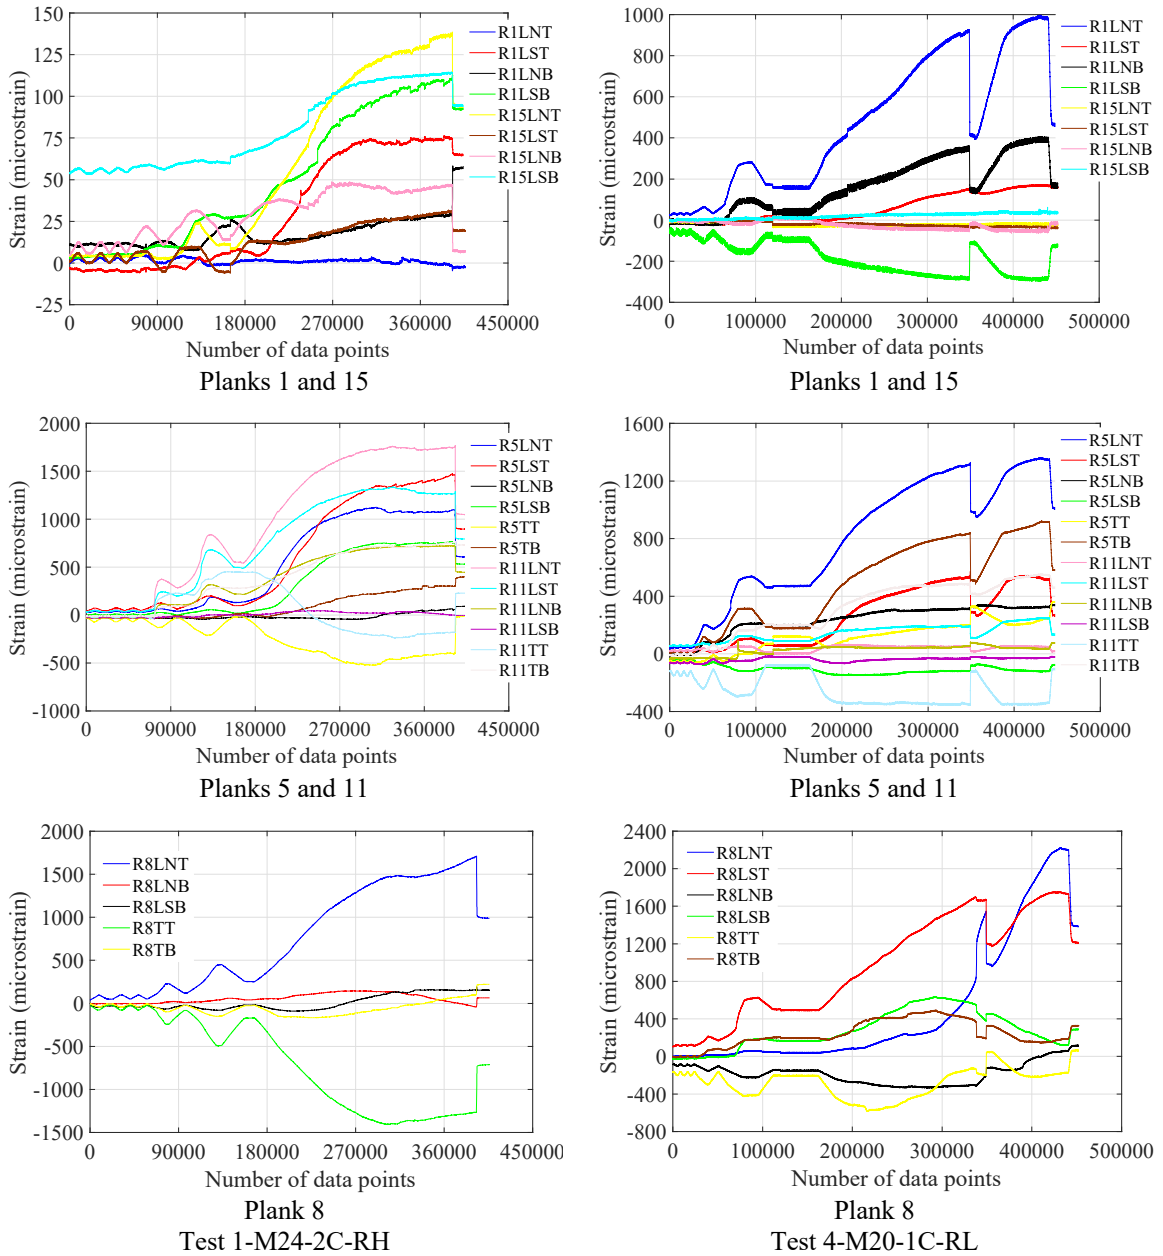 150
125
100
75
50
25
0
-25
Strain (microstrain)
0 90000 180000 270000 360000 450000
Number of data points
R1LNT
R1LST
R1LNB
R1LSB
R15LNT
R15LST
R15LNB
R15LSB
Planks 1 and 15
1000
800
600
400
200
0
-200
-400
Strain (microstrain)
0 100000 200000 300000 400000 500000
Number of data points
R1LNT
R1LST
R1LNB
R1LSB
R15LNT
R15LST
R15LNB
R15LSB
Planks 1 and 15
2000
1500
1000
500
0
-500
-1000
Strain (microstrain)
0 90000 180000 270000 360000 450000
Number of data points
R5LNT
R5LST
R5LNB
R5LSB
R5TT
R5TB
R11LNT
R11LST
R11LNB
R11LSB
R11TT
R11TB
Planks 5 and 11
1600
1200
800
400
0
-400
Strain (microstrain)
0 100000 200000 300000 400000 500000
Number of data points
R5LNT
R5LST
R5LNB
R5LSB
R5TT
R5TB
R11LNT
R11LST
R11LNB
R11LSB
R11TT
R11TB
Planks 5 and 11
2000
1500
1000
500
0
-500
-1000
-1500
Strain (microstrain)
0 90000 180000 270000 360000 450000
Number of data points
R8LNT
R8LNB
R8LSB
R8TT
R8TB
Plank 8
Test 1-M24-2C-RH
2400
2000
1600
1200
800
400
0
-400
-800
Strain (microstrain)
0 100000 200000 300000 400000 500000
Number of data points
R8LNT
R8LST
R8LNB
R8LSB
R8TT
R8TB
Plank 8
Test 4-M20-1C-RL